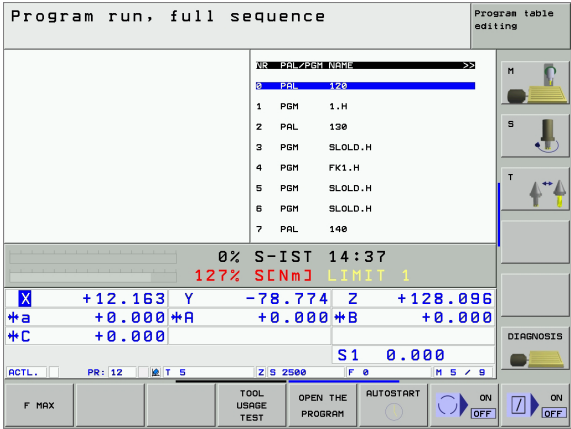 Program run, full sequence
Program table
editing
NR PAL/PGM NAME >>
0 PAL 120
1 PGM 1.H
2 PAL 130
3 PGM SLOLD.H
4 PGM FK1.H
5 PGM SLOLD.H
6 PGM SLOLD.H
7 PAL 140
M
S
T
0% S-IST 14:37
127% S[Nm] LIMIT 1
X +12.163 Y -78.774 Z +128.096
a +0.000 A +0.000 B +0.000
C +0.000
S1 0.000
ACTL. PR: 12 T 5 Z S 2500 F 0 M 5 / 9
DIAGNOSIS
F MAX
TOOL
USAGE
TEST
OPEN THE
PROGRAM
AUTOSTART
ON
OFF
ON
OFF